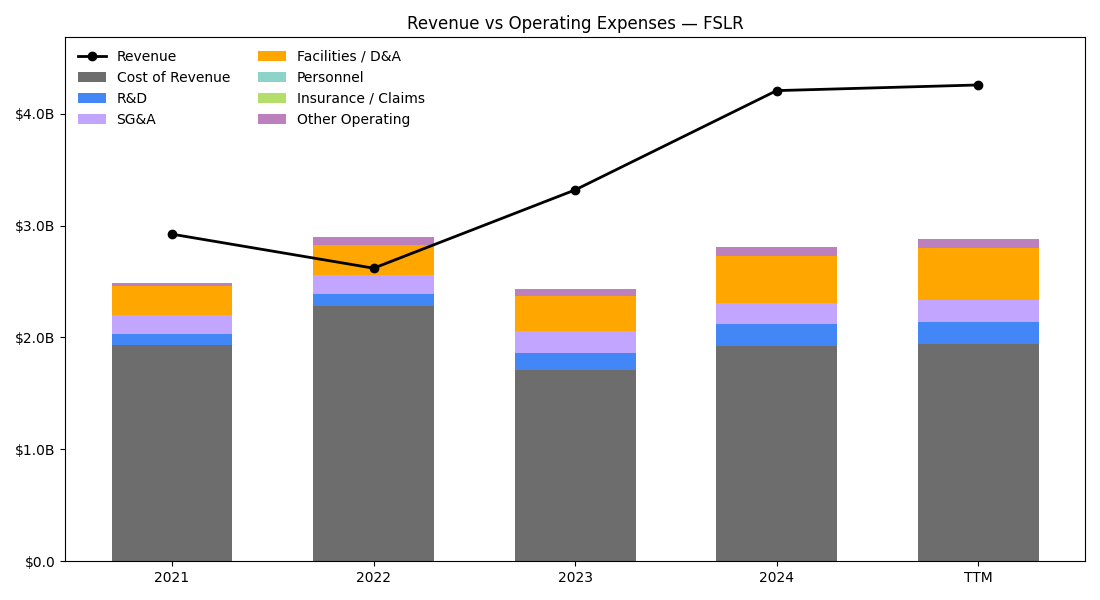 Revenue vs Operating Expenses — FSLR
Revenue
Cost of Revenue
R&D
SG&A
Facilities / D&A
Personnel
Insurance / Claims
Other Operating
$4.0B
$3.0B
$2.0B
$1.0B
$0.0
2021
2022
2023
2024
TTM